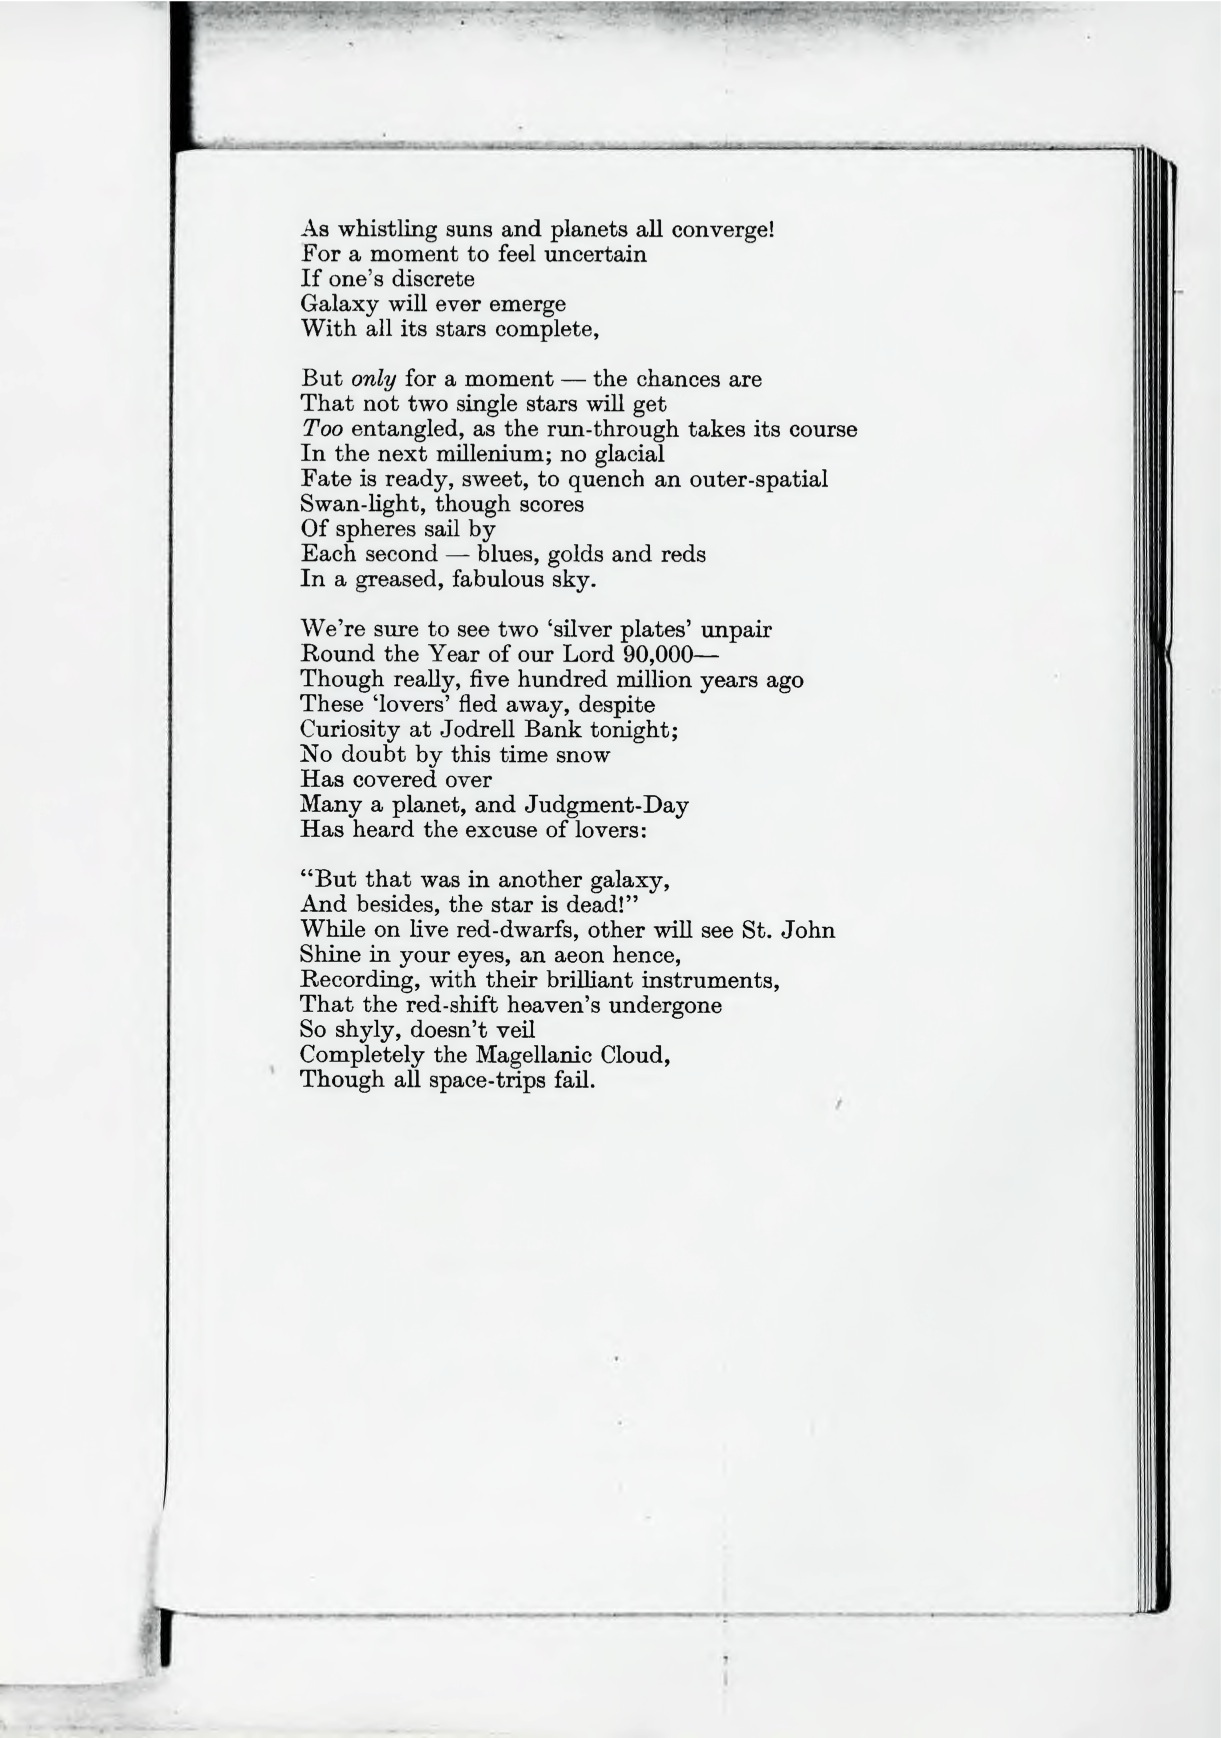 As whistling suns and planets all converge!
For a moment to feel uncertain
If one's discrete
Galaxy will ever emerge
With all its stars complete,

But only for a moment — the chances are
That not two single stars will get
Too entangled, as the run-through takes its course
In the next millenium; no glacial
Fate is ready, sweet, to quench an outer-spatial
Swan-light, though scores
Of spheres sail by
Each second — blues, golds and reds
In a greased, fabulous sky.

We're sure to see two ‘silver plates’ unpair
Round the Year of our Lord 90,000—
Though really, five hundred million years ago
These ‘lovers’ fled away, despite
Curiosity at Jodrell Bank tonight;
No doubt by this time snow
Has covered over
Many a planet, and Judgment-Day
Has heard the excuse of lovers:

“But that was in another galaxy,
And besides, the star is dead!”
While on live red-dwarfs, other will see St. John
Shine in your eyes, an aeon hence,
Recording, with their brilliant instruments,
That the red-shift heaven's undergone
So shyly, doesn't veil
Completely the Magellanic Cloud,
Though all space-trips fail.